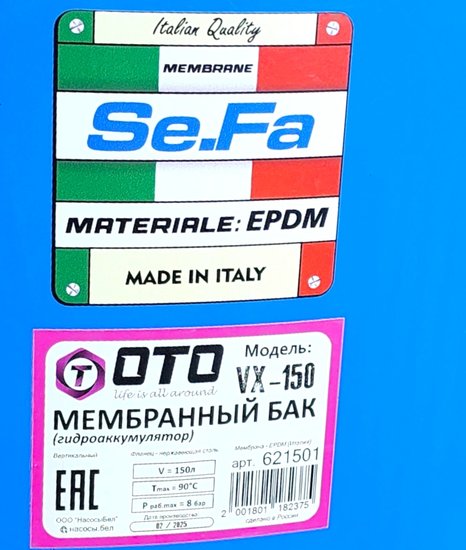 Italian Quality
MEMBRANE
Se.Fa
MATERIALE: EPDM
MADE IN ITALY
T OTO
life is all around
Модель:
VX-150
МЕМБРАННЫЙ БАК
(гидроаккумулятор)
Вертикальный
Фланец - нержавеющая сталь
Мембрана - EPDM (Италия)
EAC
V = 150л
Tmax = 90°C
P раб.max = 8 бар
Дата производства
02 / 2025
арт. 621501
2 001801 182375
ООО "НасосыБел"
насосы.бел
сделано в России